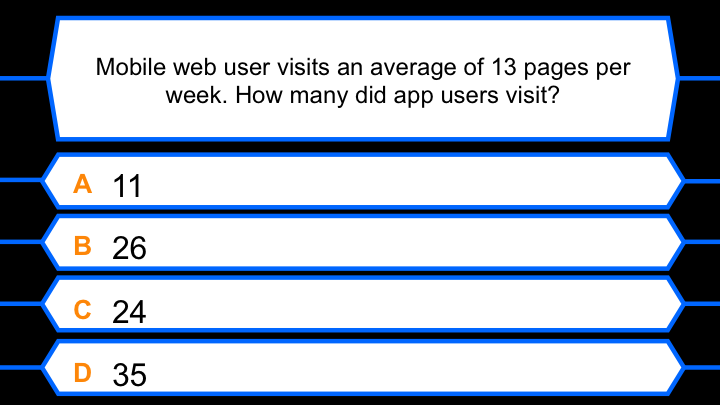 Mobile web user visits an average of 13 pages per
week. How many did app users visit?
A 11
B 26
C 24
D 35